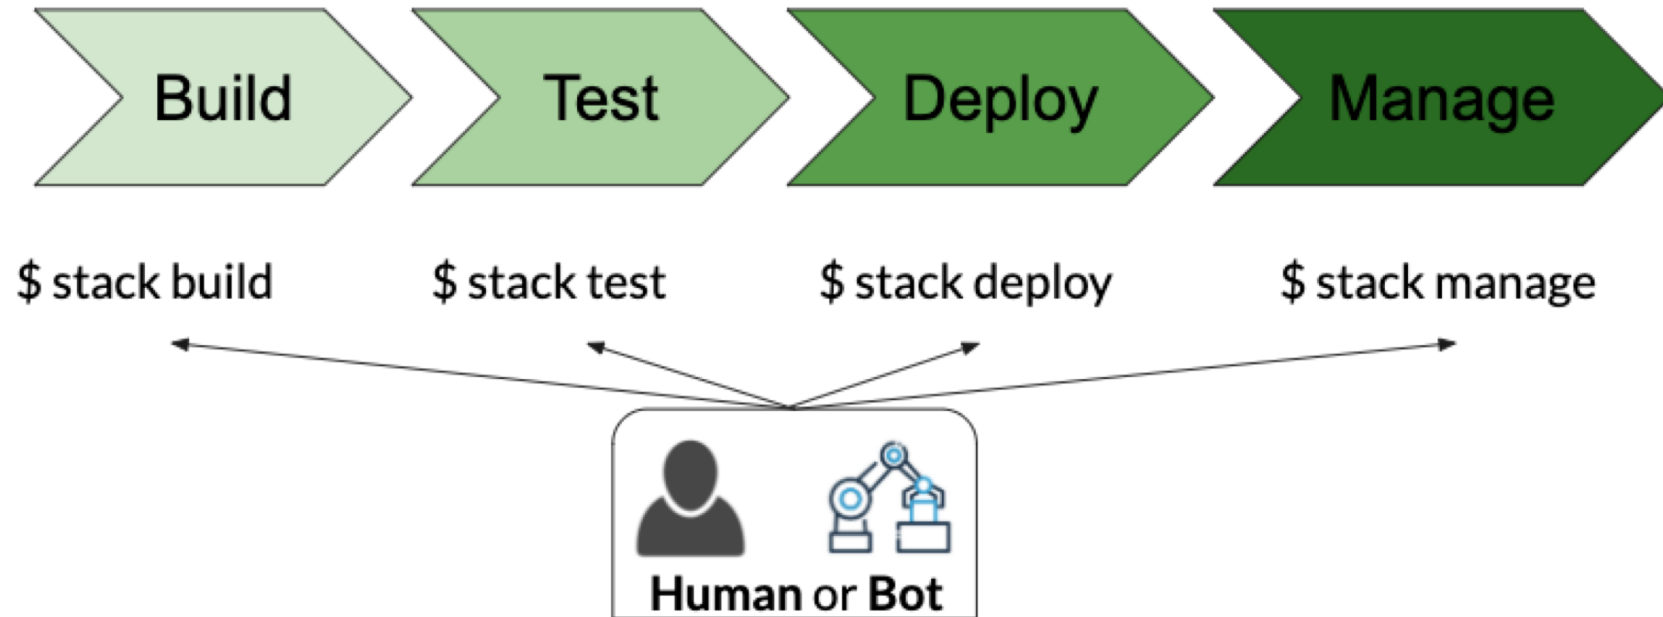 Build
Test
Deploy
Manage
$ stack build
$ stack test
$ stack deploy
$ stack manage
Human or Bot